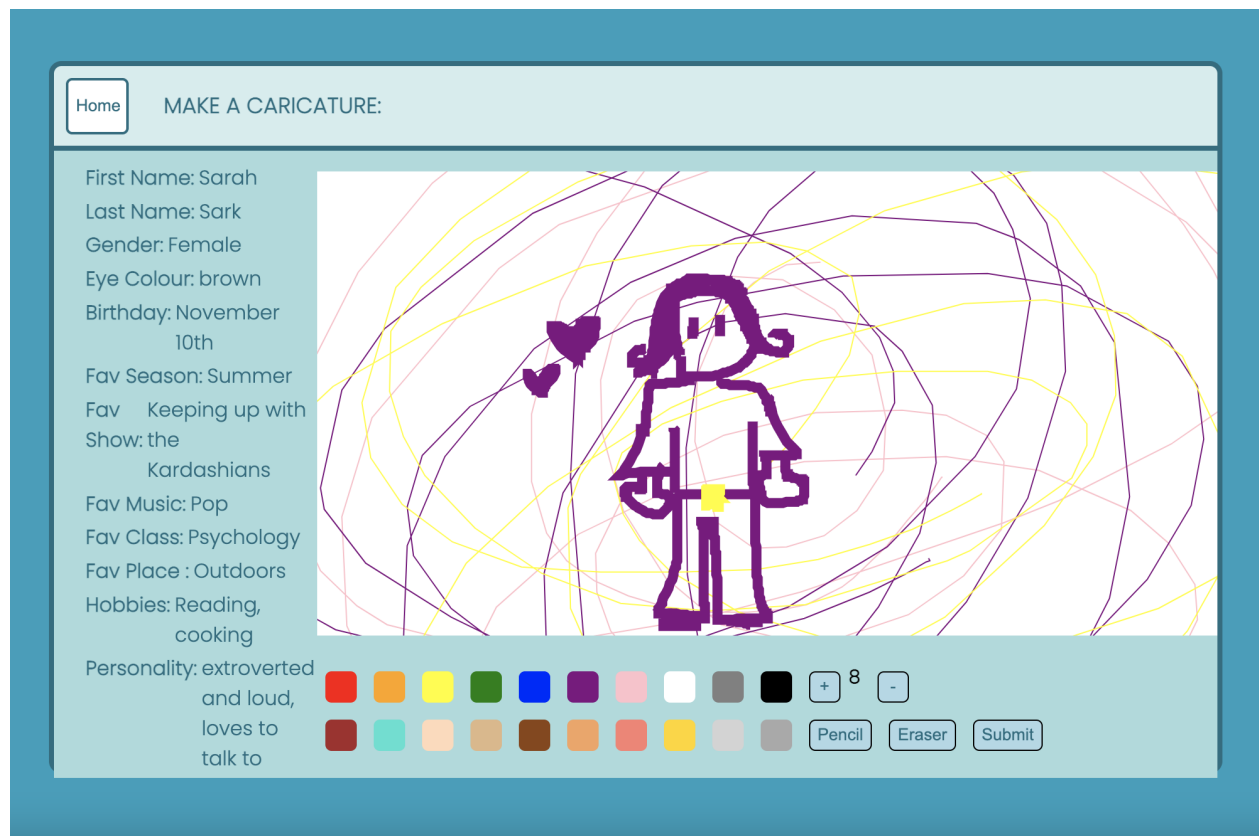 Home
MAKE A CARICATURE:
First Name: Sarah
Last Name: Sark
Gender: Female
Eye Colour: brown
Birthday: November
10th
Fav Season: Summer
Fav Keeping up with
Show: the
Kardashians
Fav Music: Pop
Fav Class: Psychology
Fav Place : Outdoors
Hobbies: Reading,
cooking
Personality: extroverted
and loud,
loves to
talk to
+ 8 -
Pencil Eraser Submit